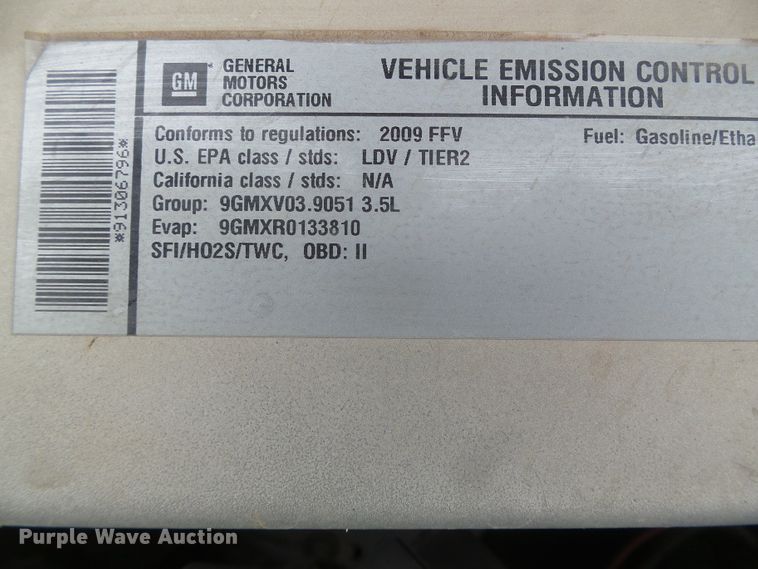 *91306796*
GM
GENERAL
MOTORS
CORPORATION
VEHICLE EMISSION CONTROL
INFORMATION
Conforms to regulations: 2009 FFV
Fuel: Gasoline/Etha
U.S. EPA class / stds: LDV / TIER2
California class / stds: N/A
Group: 9GMXV03.9051 3.5L
Evap: 9GMXR0133810
SFI/HO2S/TWC, OBD: II
Purple Wave Auction